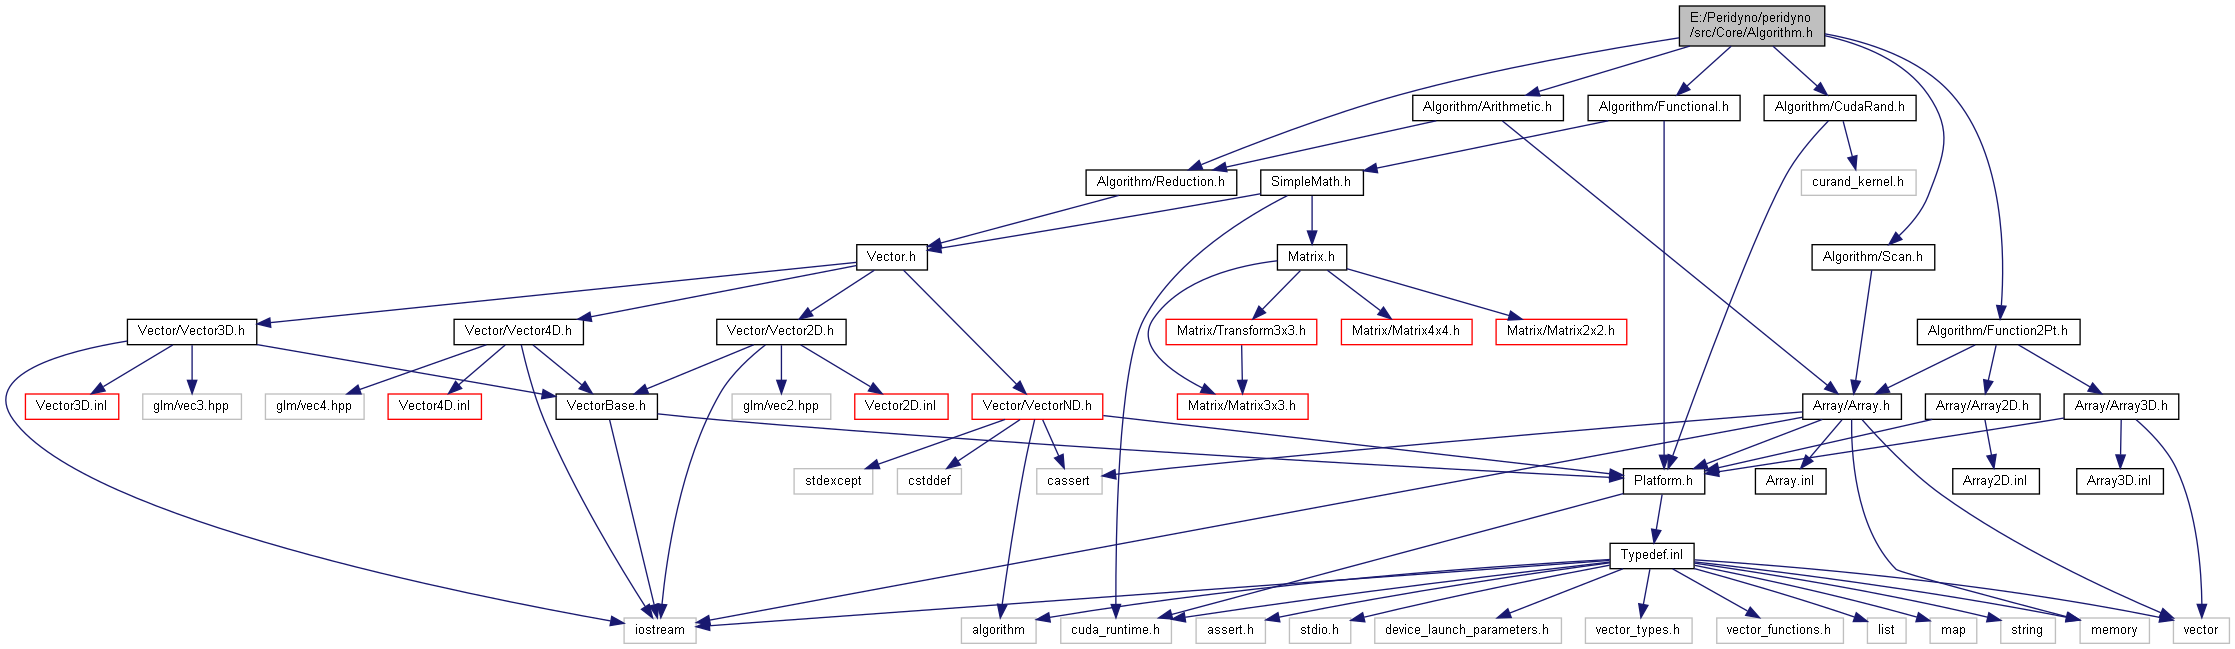 E:/Peridyno/peridyno
/src/Core/Algorithm.h
Algorithm/Arithmetic.h
Algorithm/Functional.h
Algorithm/CudaRand.h
Algorithm/Reduction.h
SimpleMath.h
curand_kernel.h
Vector.h
Matrix.h
Algorithm/Scan.h
Vector/Vector3D.h
Vector/Vector4D.h
Vector/Vector2D.h
Matrix/Transform3x3.h
Matrix/Matrix4x4.h
Matrix/Matrix2x2.h
Algorithm/Function2Pt.h
Vector3D.inl
glm/vec3.hpp
glm/vec4.hpp
Vector4D.inl
VectorBase.h
glm/vec2.hpp
Vector2D.inl
Vector/VectorND.h
Matrix/Matrix3x3.h
Array/Array.h
Array/Array2D.h
Array/Array3D.h
stdexcept
cstddef
cassert
Platform.h
Array.inl
Array2D.inl
Array3D.inl
Typedef.inl
iostream
algorithm
cuda_runtime.h
assert.h
stdio.h
device_launch_parameters.h
vector_types.h
vector_functions.h
list
map
string
memory
vector